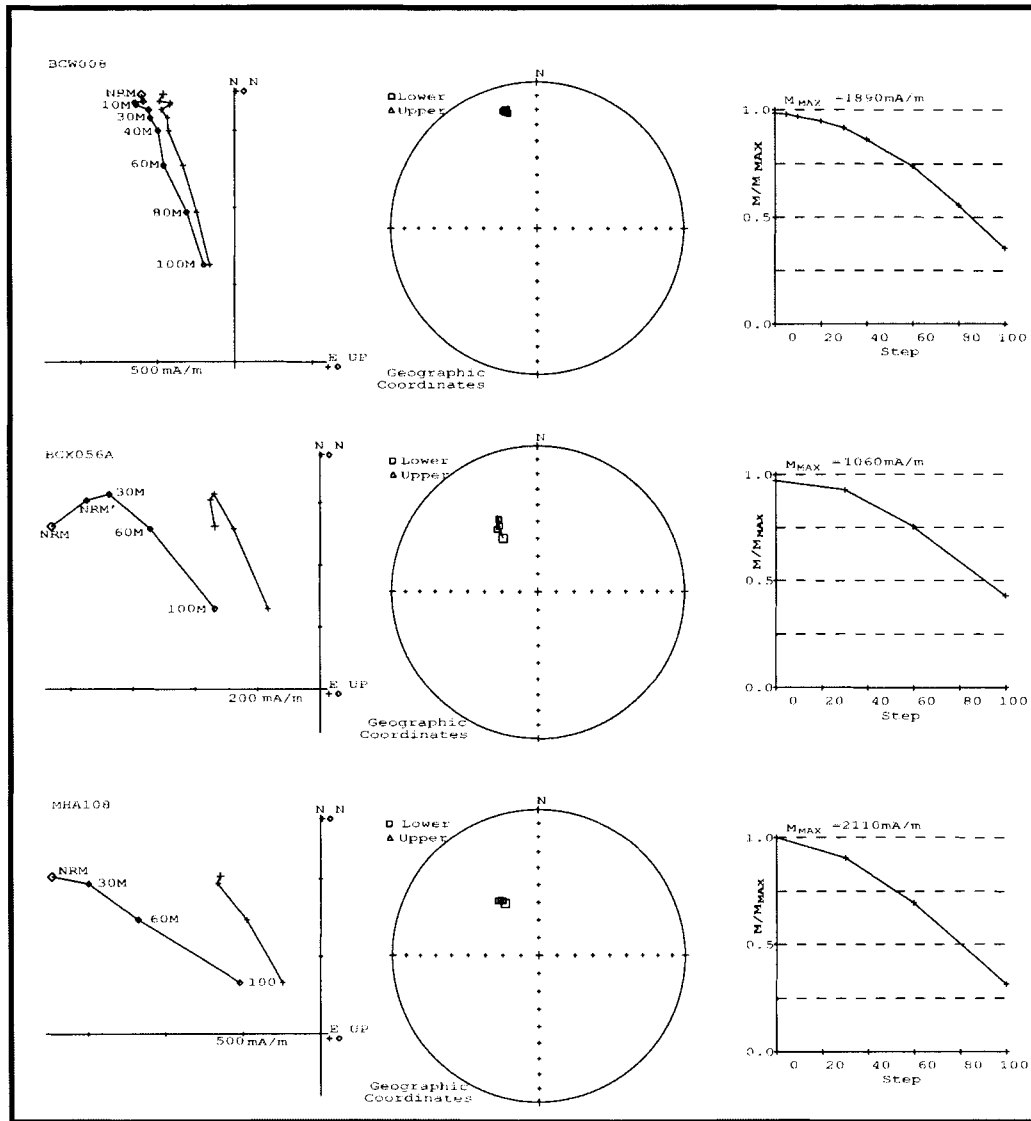 BCW008
N N
NRM
10M
30M
40M
60M
80M
100M
E UP
500mA/m
N
Lower
Upper
Geographic
Coordinates
M MAX =1890mA/m
1.0
0.5
0.0
M/M MAX
0 20 40 60 80 100
Step
BCX056A
N N
NRM
NRM'
30M
60M
100M
E UP
200 mA/m
N
Lower
Upper
Geographic
Coordinates
M MAX =1060mA/m
1.0
0.5
0.0
M/M MAX
0 20 40 60 80 100
Step
MHA108
N N
NRM
30M
60M
100
E UP
500mA/m
N
Lower
Upper
Geographic
Coordinates
M MAX =2110mA/m
1.0
0.5
0.0
M/M MAX
0 20 40 60 80 100
Step